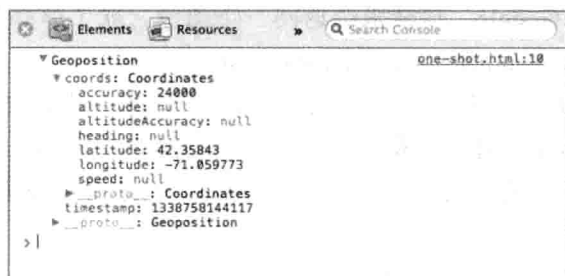 Elements Resources » Search Console
▼Geoposition one-shot.html:10
▼coords: Coordinates
accuracy: 24000
altitude: null
altitudeAccuracy: null
heading: null
latitude: 42.35843
longitude: -71.059773
speed: null
▶__proto__: Coordinates
timestamp: 1338758144117
▶__proto__: Geoposition
>